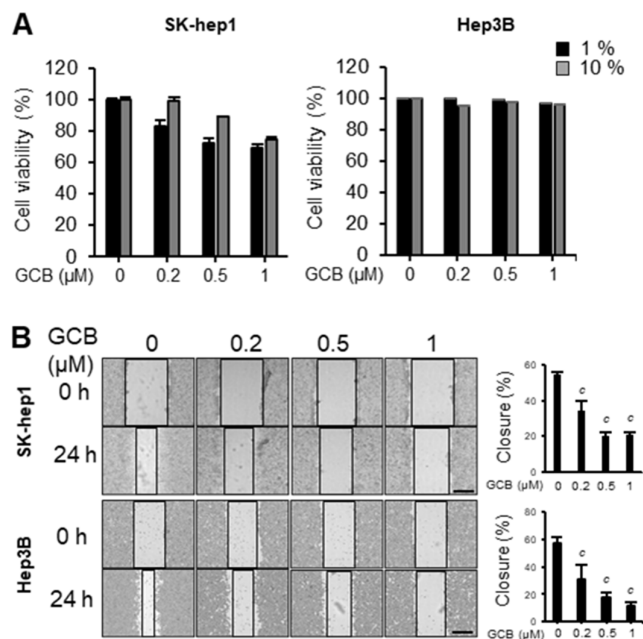 A
SK-hep1
Hep3B
1 %
10 %
Cell viability (%)
120
100
80
60
40
20
0
GCB (µM)
0 0.2 0.5 1
Cell viability (%)
120
100
80
60
40
20
0
GCB (µM)
0 0.2 0.5 1
B
GCB
(µM)
0 0.2 0.5 1
SK-hep1
0 h
24 h
Hep3B
0 h
24 h
Closure (%)
60
40
20
0
c c c
GCB
(µM)
0 0.2 0.5 1
Closure (%)
80
60
40
20
0
c c c
GCB
(µM)
0 0.2 0.5 1